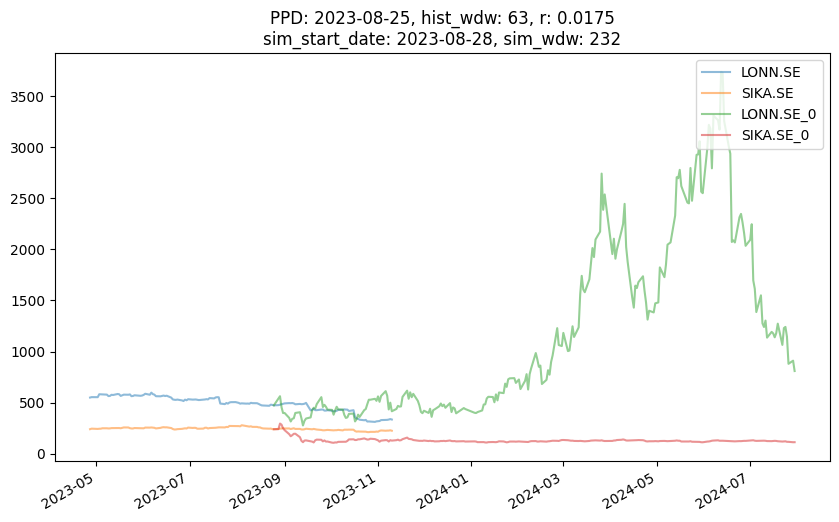 PPD: 2023-08-25, hist_wdw: 63, r: 0.0175
sim_start_date: 2023-08-28, sim_wdw: 232
LONN.SE
SIKA.SE
LONN.SE_0
SIKA.SE_0
3500
3000
2500
2000
1500
1000
500
0
2023-05
2023-07
2023-09
2023-11
2024-01
2024-03
2024-05
2024-07